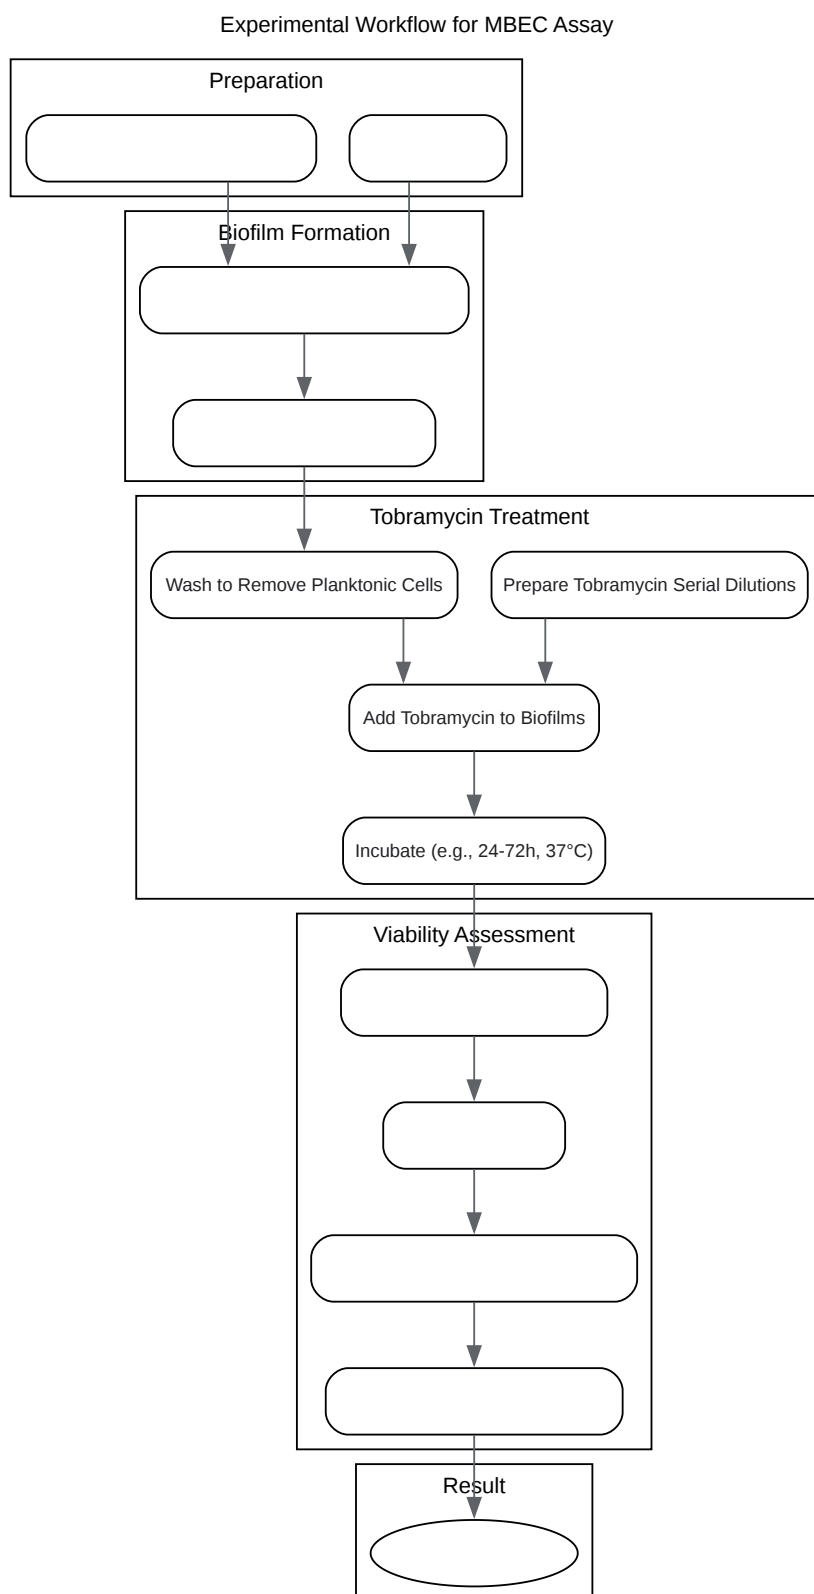 Experimental Workflow for MBEC Assay
Preparation
Biofilm Formation
Tobramycin Treatment
Wash to Remove Planktonic Cells
Prepare Tobramycin Serial Dilutions
Add Tobramycin to Biofilms
Incubate (e.g., 24-72h, 37°C)
Viability Assessment
Result